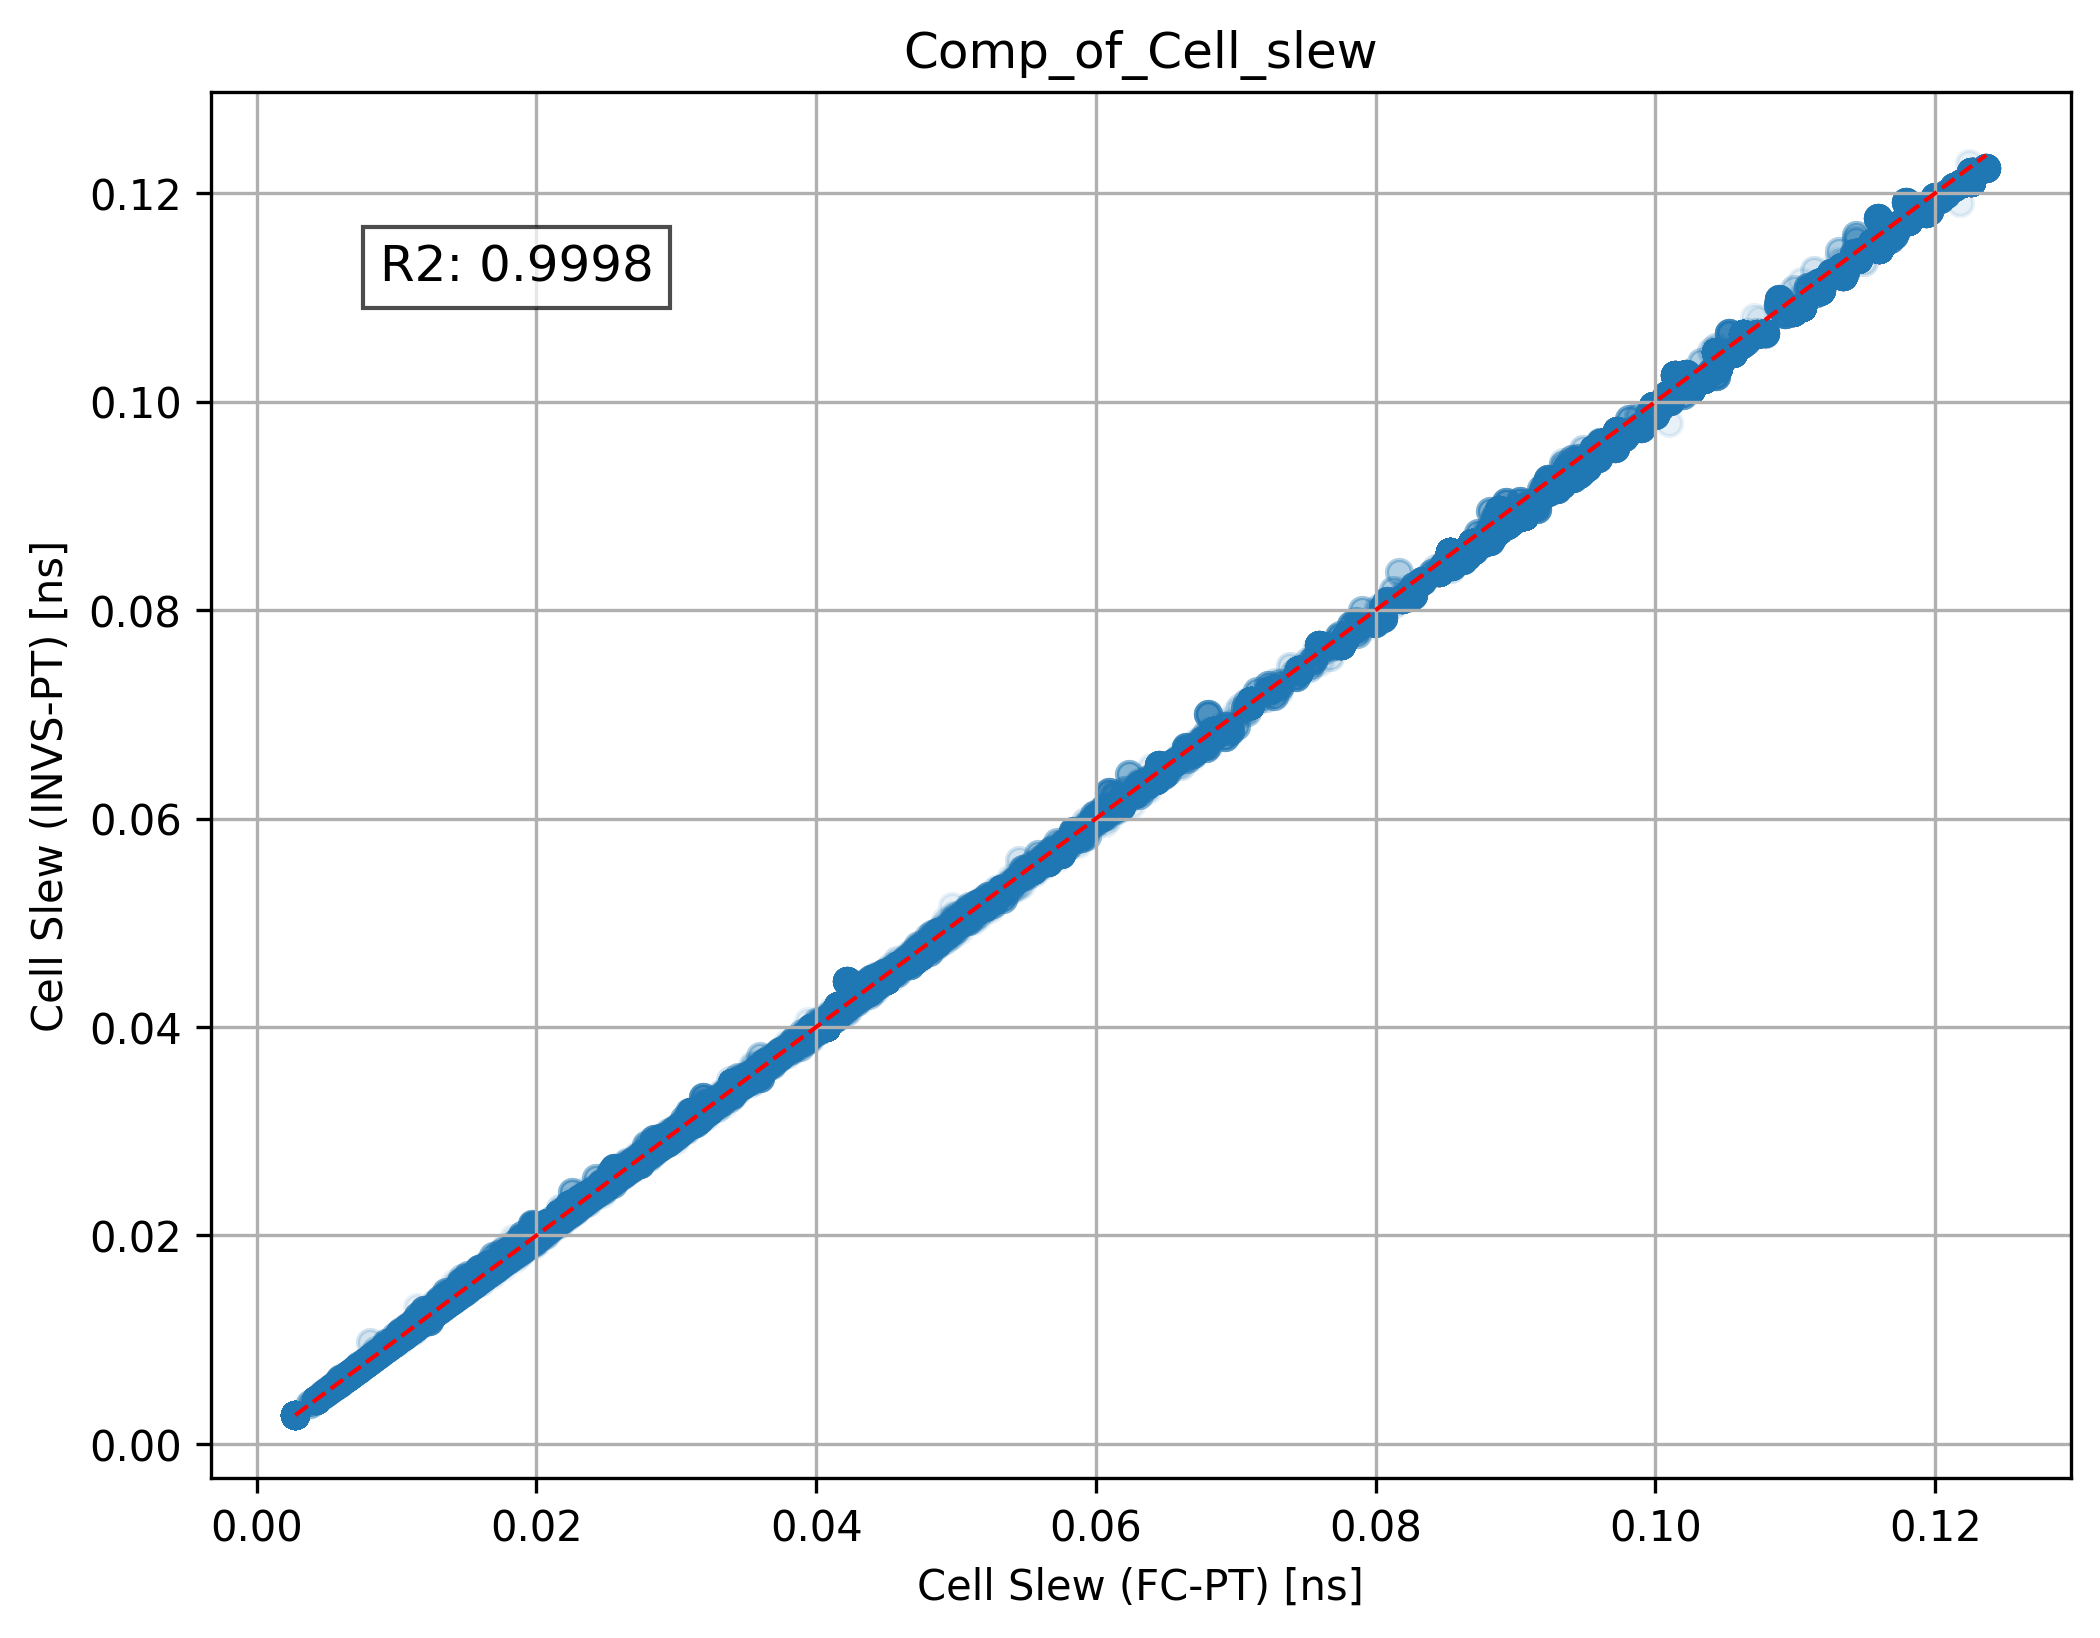 Comp_of_Cell_slew
R2: 0.9998
Cell Slew (INVS-PT) [ns]
0.12
0.10
0.08
0.06
0.04
0.02
0.00
0.00 0.02 0.04 0.06 0.08 0.10 0.12
Cell Slew (FC-PT) [ns]